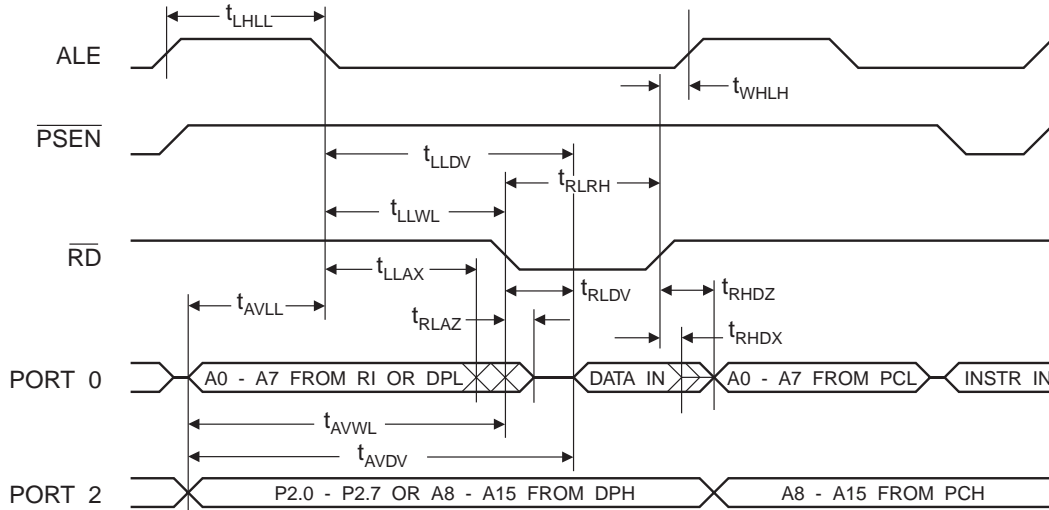 tLHLL
ALE
tWHLH
PSEN
tLLDV
tRLRH
tLLWL
RD
tLLAX
tRLDV
tRHDZ
tAVLL
tRLAZ
tRHDX
PORT 0
A0 - A7 FROM RI OR DPL
DATA IN
A0 - A7 FROM PCL
INSTR IN
tAVWL
tAVDV
PORT 2
P2.0 - P2.7 OR A8 - A15 FROM DPH
A8 - A15 FROM PCH